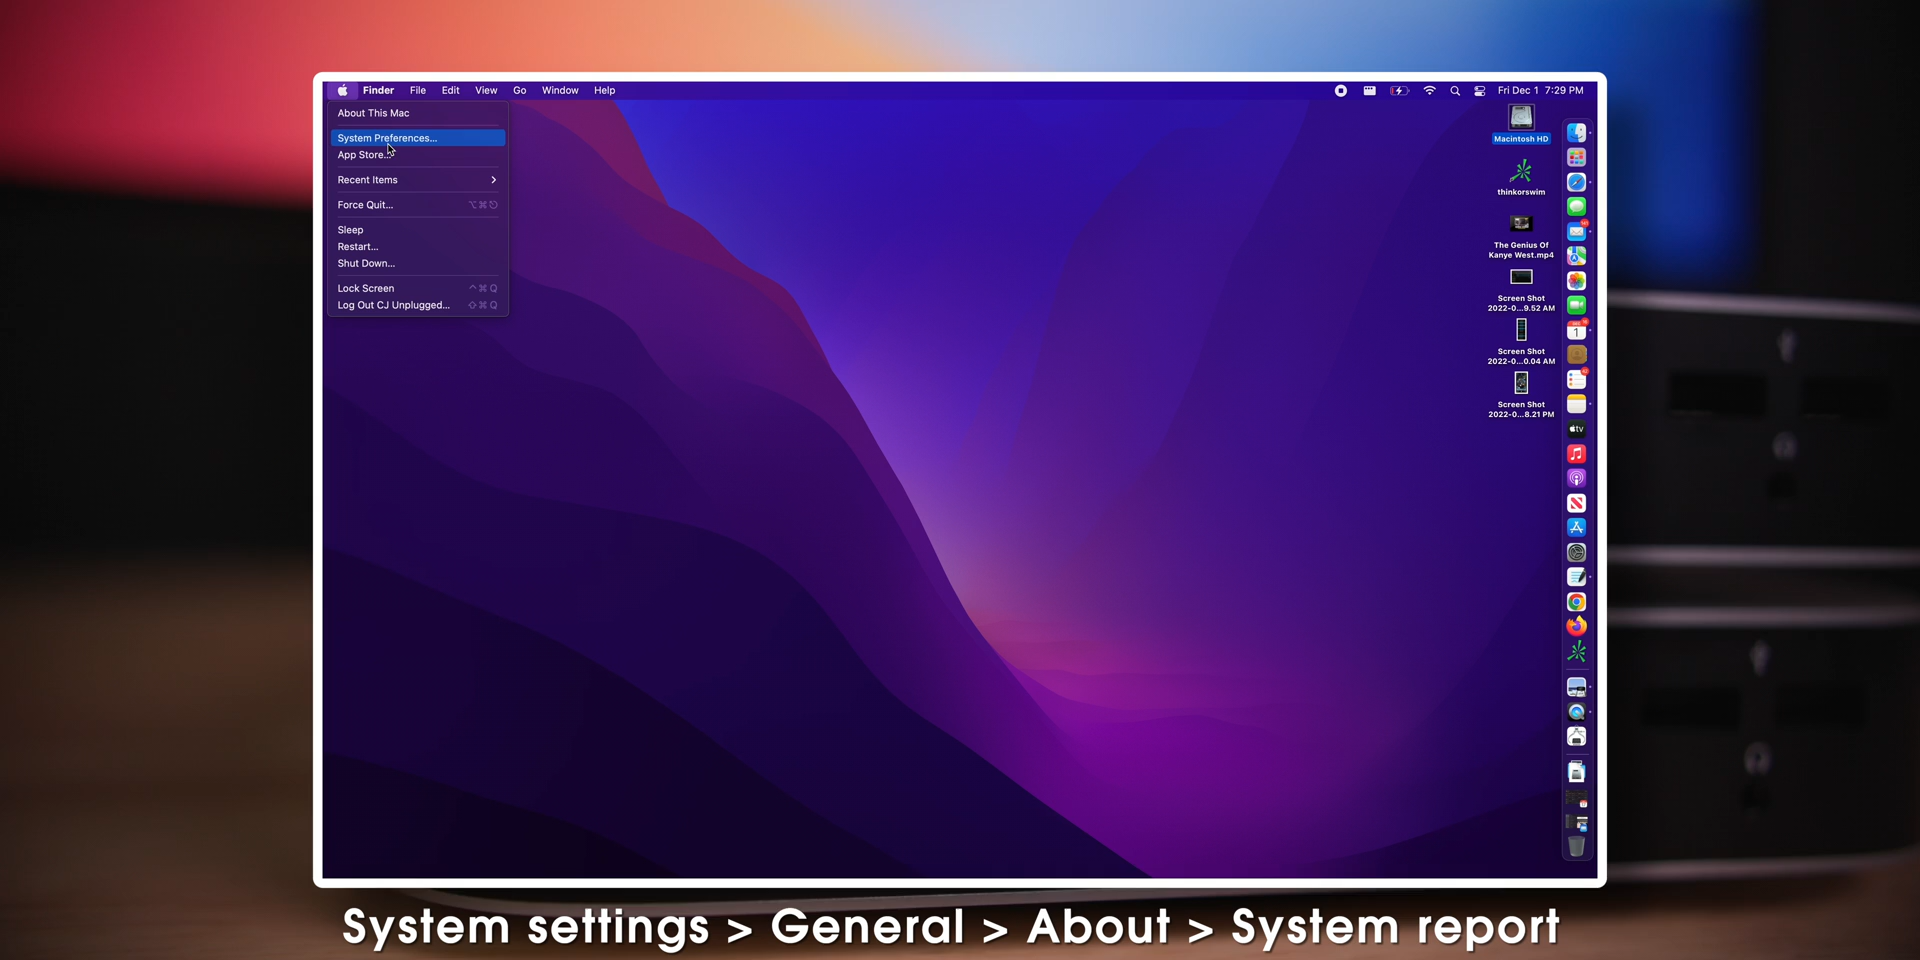 Finder File Edit View Go Window Help
Fri Dec 1 7:29 PM
About This Mac
System Preferences...
App Store...
Recent Items
Force Quit... ⌥⌘⎋
Sleep
Restart...
Shut Down...
Lock Screen ^⌘Q
Log Out CJ Unplugged... ⇧⌘Q
Macintosh HD
thinkorswim
The Genius Of
Kanye West.mp4
Screen Shot
2022-0...9.52 AM
Screen Shot
2022-0...0.04 AM
Screen Shot
2022-0...8.21 PM
1
tv
System settings > General > About > System report